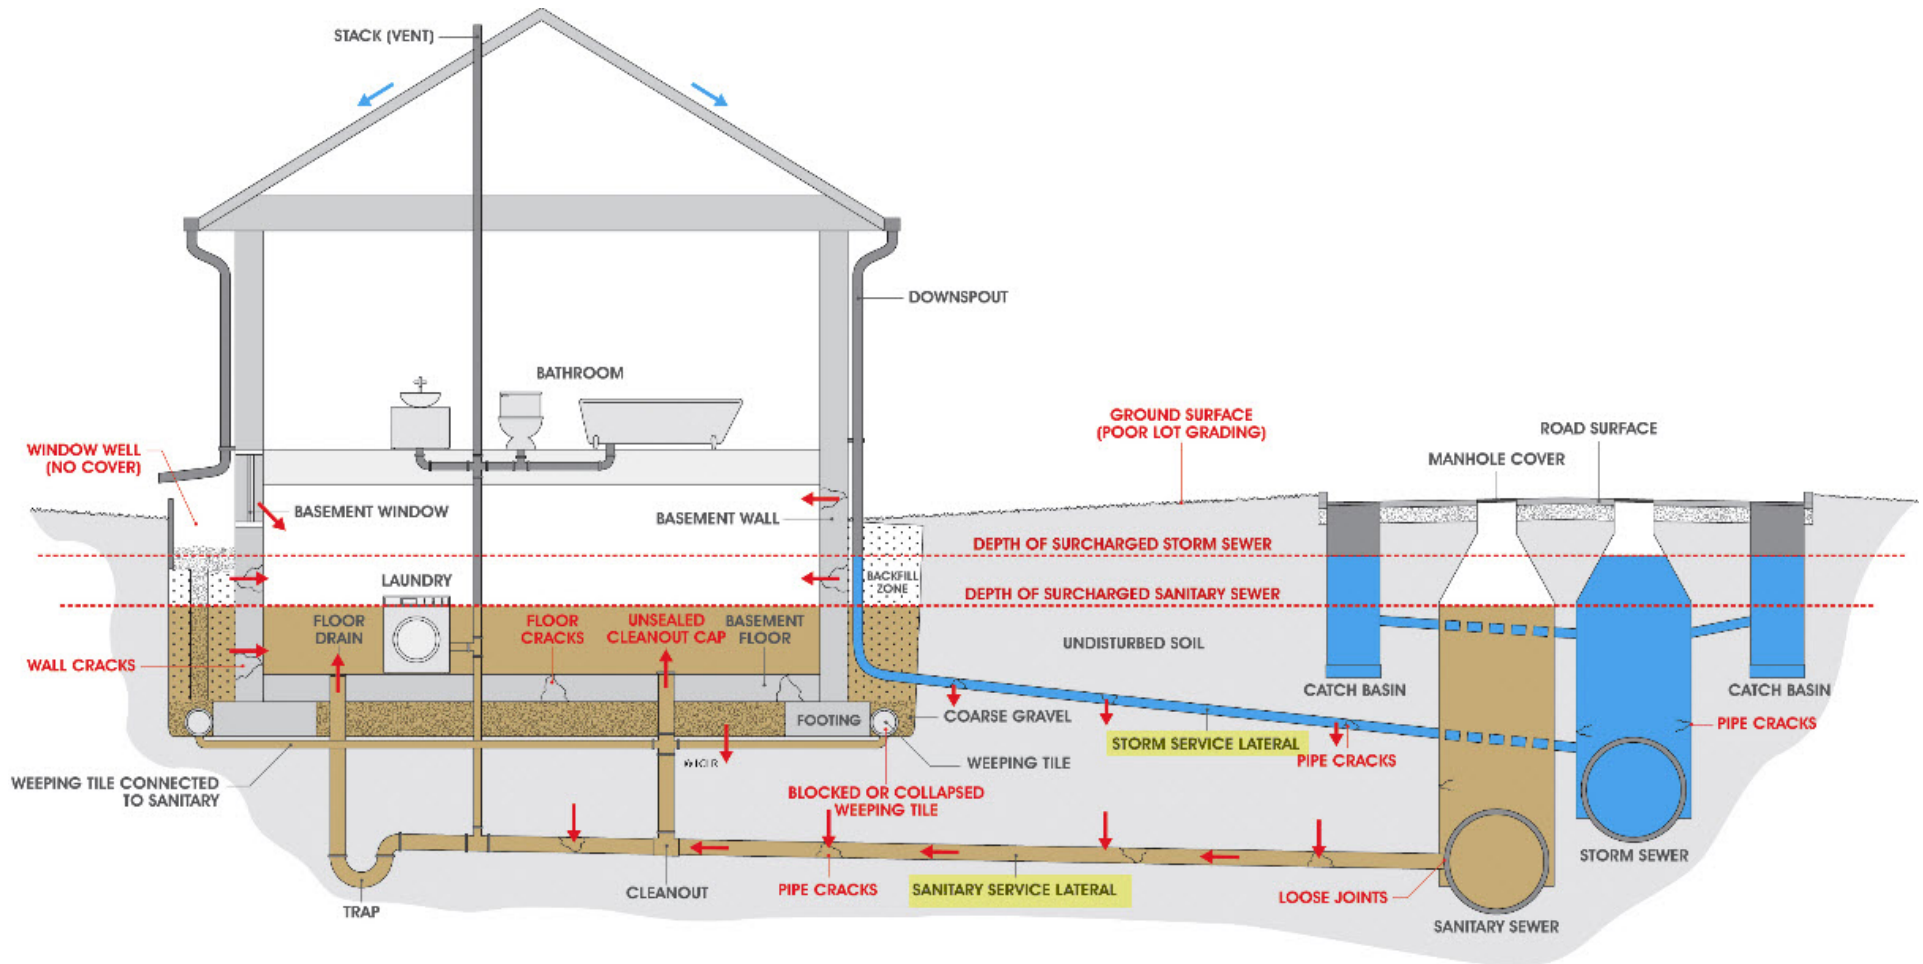 STACK (VENT)
DOWNSPOUT
BATHROOM
WINDOW WELL
(NO COVER)
BASEMENT WINDOW
BASEMENT WALL
GROUND SURFACE
(POOR LOT GRADING)
ROAD SURFACE
MANHOLE COVER
DEPTH OF SURCHARGED STORM SEWER
LAUNDRY
BACKFILL
ZONE
DEPTH OF SURCHARGED SANITARY SEWER
FLOOR
DRAIN
FLOOR
CRACKS
UNSEALED
CLEANOUT CAP
BASEMENT
FLOOR
UNDISTURBED SOIL
WALL CRACKS
CATCH BASIN
CATCH BASIN
FOOTING
COARSE GRAVEL
STORM SERVICE LATERAL
PIPE CRACKS
PIPE CRACKS
WEEPING TILE
ICLR
WEEPING TILE CONNECTED
TO SANITARY
BLOCKED OR COLLAPSED
WEEPING TILE
STORM SEWER
CLEANOUT
PIPE CRACKS
SANITARY SERVICE LATERAL
LOOSE JOINTS
TRAP
SANITARY SEWER